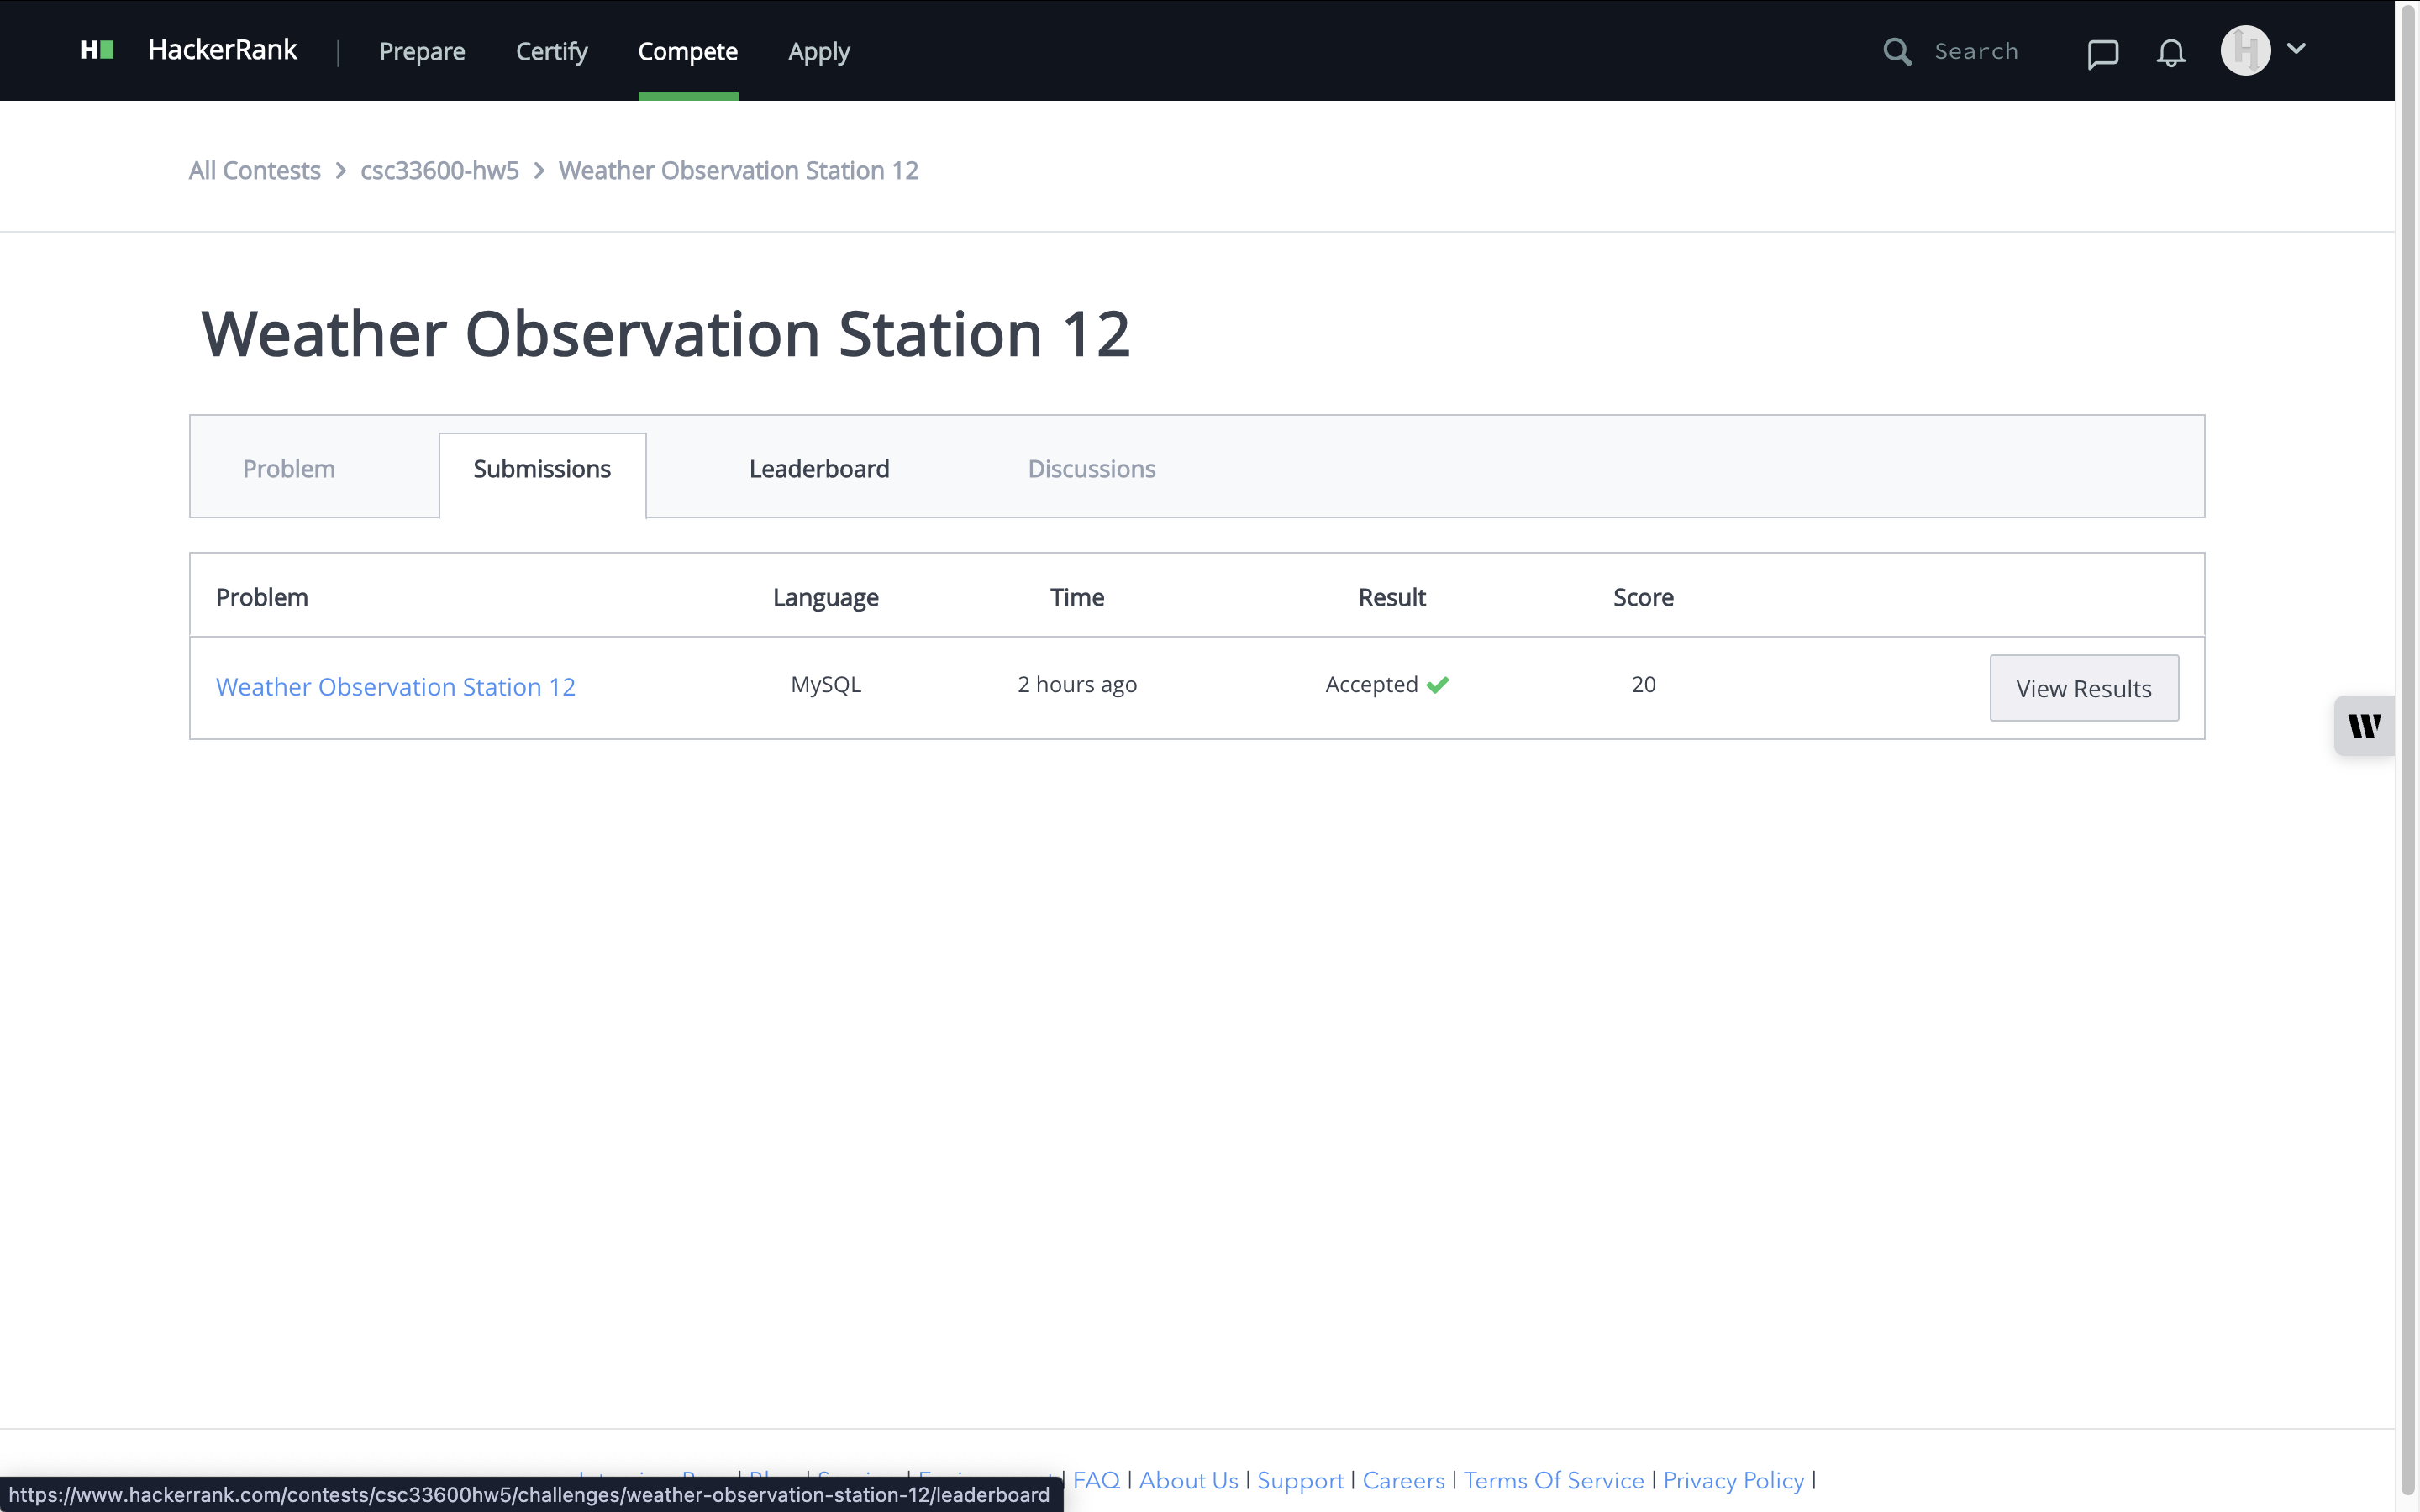 HackerRank | Prepare Certify Compete Apply Search
All Contests > csc33600-hw5 > Weather Observation Station 12
Weather Observation Station 12
Problem Submissions Leaderboard Discussions
Problem Language Time Result Score
Weather Observation Station 12 MySQL 2 hours ago Accepted 20 View Results
| FAQ | About Us | Support | Careers | Terms Of Service | Privacy Policy |
https://www.hackerrank.com/contests/csc33600hw5/challenges/weather-observation-station-12/leaderboard